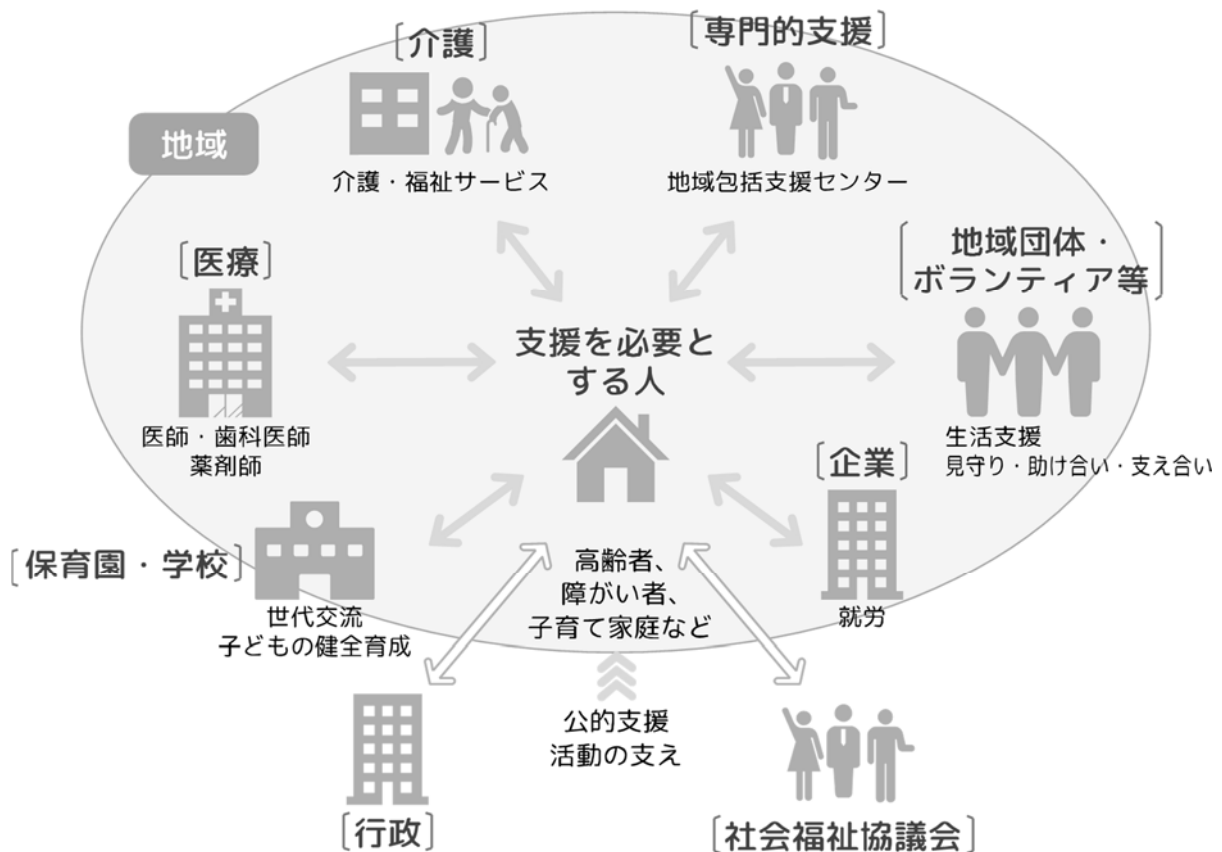 [介護]
介護・福祉サービス
[専門的支援]
地域包括支援センター
地域
[医療]
医師・歯科医師
薬剤師
[地域団体・
ボランティア等]
生活支援
見守り・助け合い・支え合い
支援を必要と
する人
高齢者、
障がい者、
子育て家庭など
[企業]
就労
[保育園・学校]
世代交流
子どもの健全育成
公的支援
活動の支え
[行政]
[社会福祉協議会]